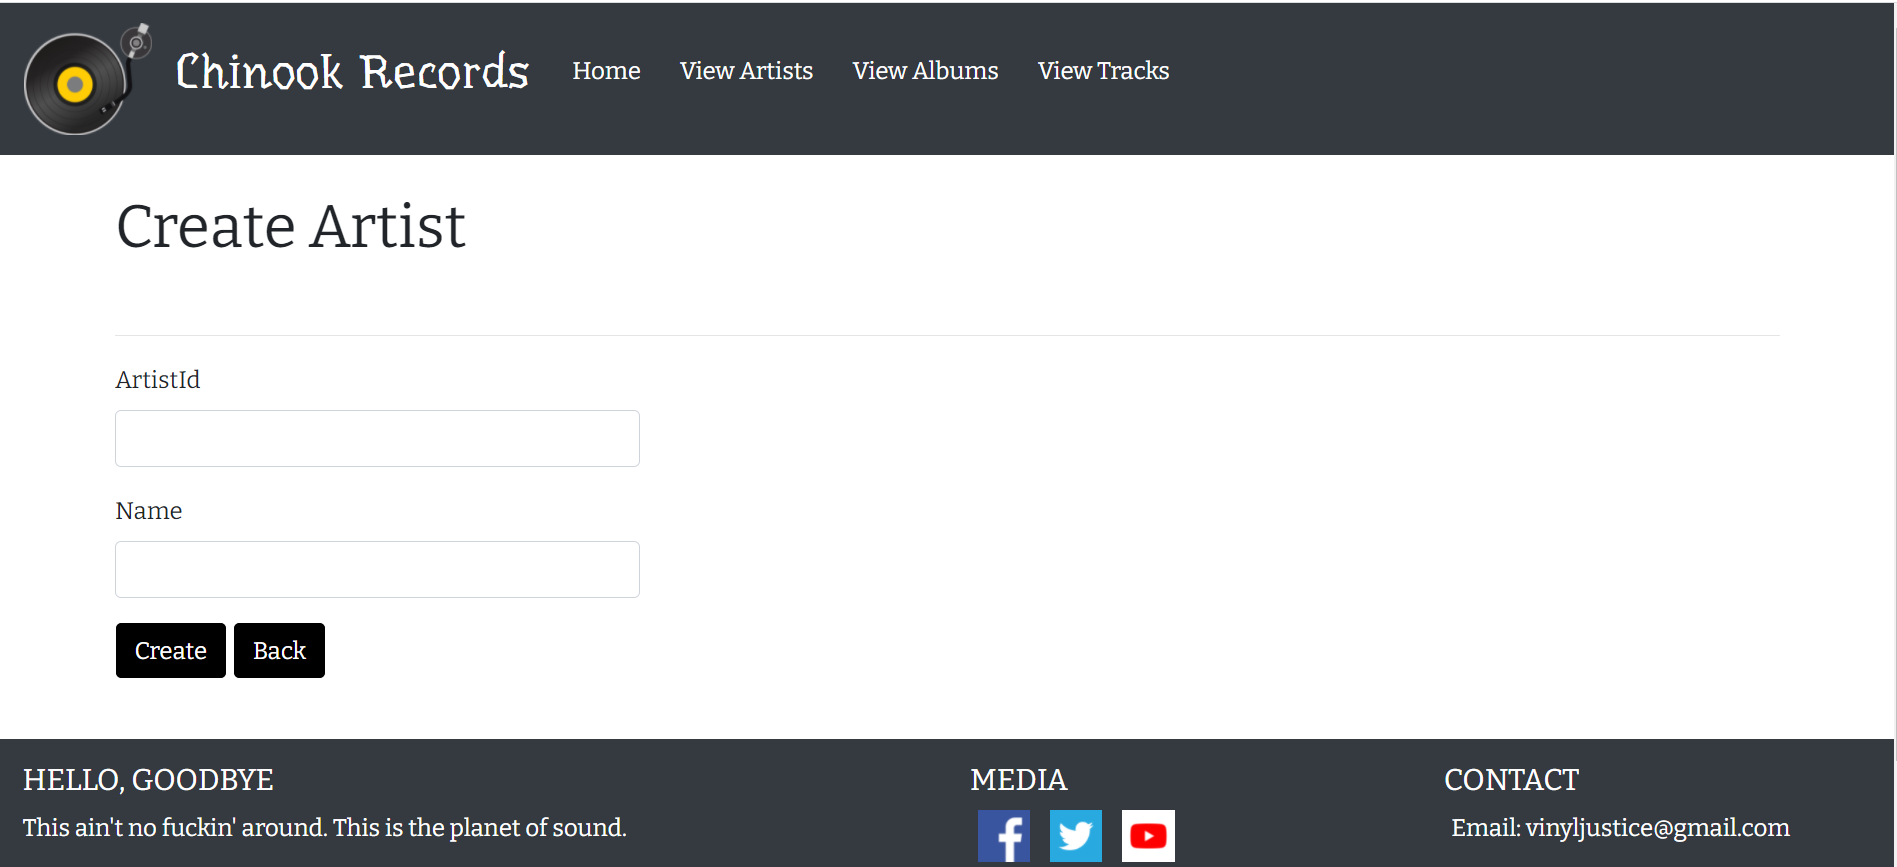 Chinook Records Home View Artists View Albums View Tracks
Create Artist
ArtistId
Name
Create Back
HELLO, GOODBYE
This ain't no fuckin' around. This is the planet of sound.
MEDIA
CONTACT
Email: vinyljustice@gmail.com